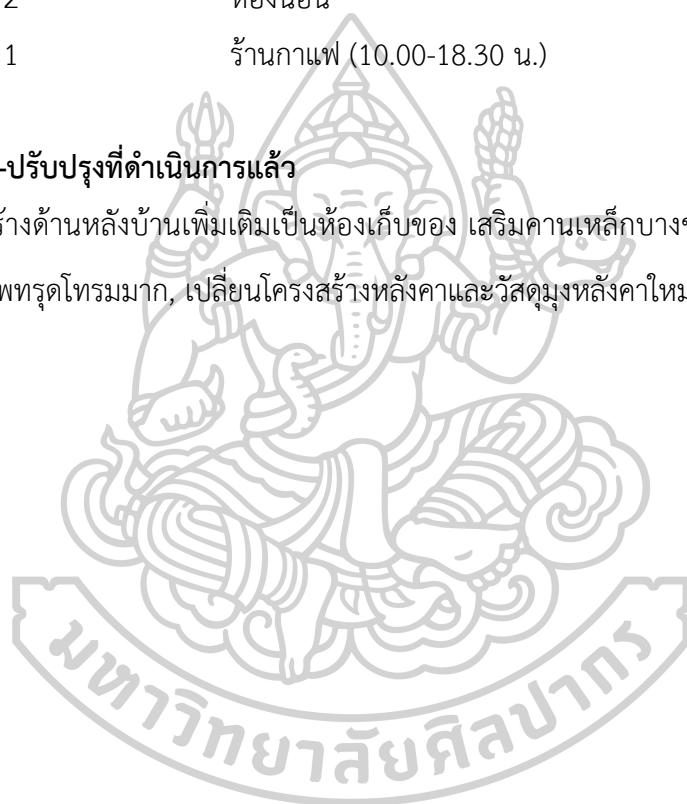 2 ห้องนอน
1 ร้านกาแฟ (10.00-18.30 น.)
-ปรับปรุงที่ดำเนินการแล้ว
ร้างด้านหลังบ้านเพิ่มเติมเป็นห้องเก็บของ เสริมคานเหล็กบาง
พทรุดโทรมมาก, เปลี่ยนโครงสร้างหลังคาและวัสดุมุงหลังคาใหม
มหาวิทยาลัยศิลปากร